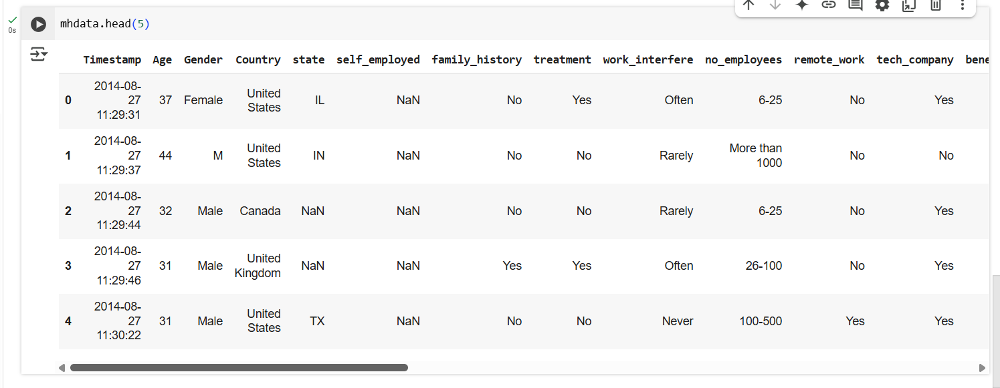 mhdata.head(5)
0s
Timestamp Age Gender Country state self_employed family_history treatment work_interfere no_employees remote_work tech_company bene
2014-08-
0 27 37 Female United States IL NaN No Yes Often 6-25 No Yes
11:29:31
2014-08-
1 27 44 M United States IN NaN No No Rarely More than 1000 No No
11:29:37
2014-08-
2 27 32 Male Canada NaN NaN No No Rarely 6-25 No Yes
11:29:44
2014-08-
3 27 31 Male United Kingdom NaN NaN Yes Yes Often 26-100 No Yes
11:29:46
2014-08-
4 27 31 Male United States TX NaN No No Never 100-500 Yes Yes
11:30:22